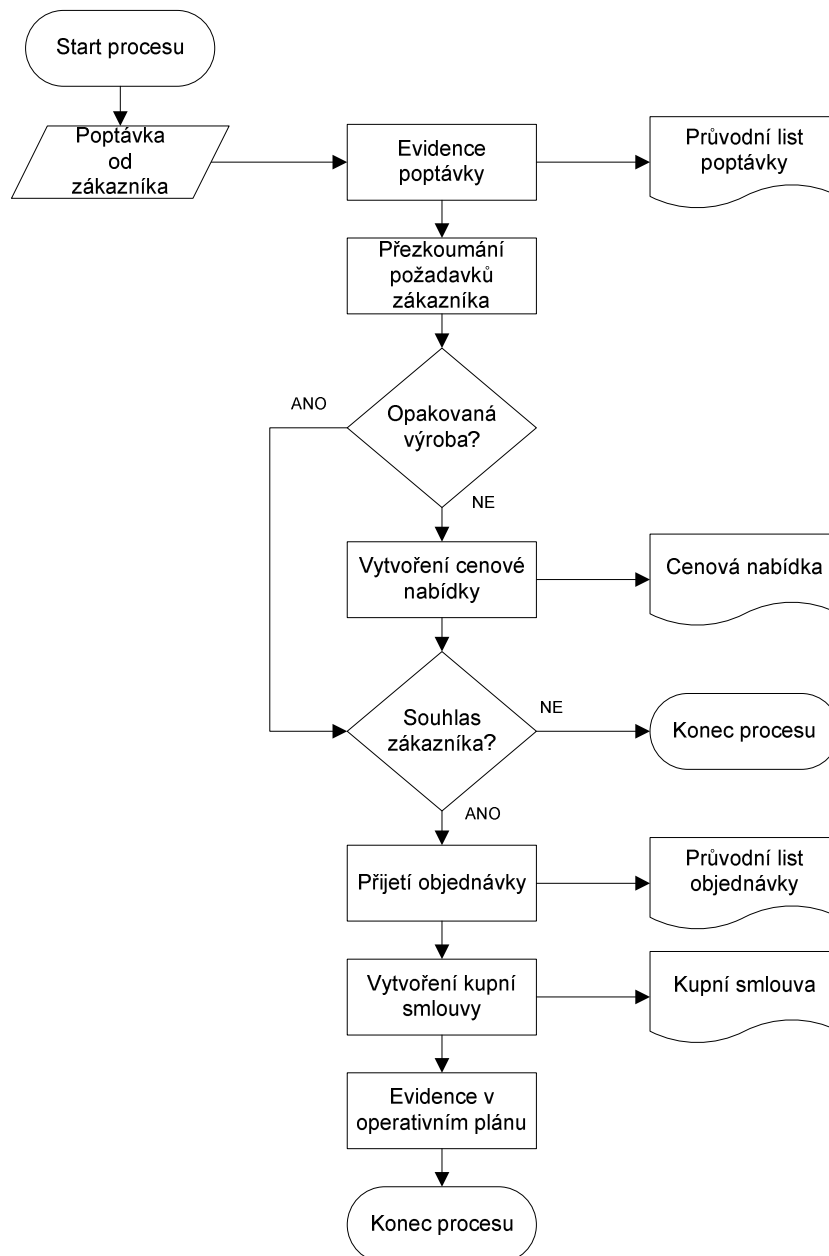 Start procesu
Poptávka
od
zákazníka
Evidence
poptávky
Průvodní list
poptávky
Přezkoumání
požadavků
zákazníka
ANO
Opakovaná
výroba?
NE
Vytvoření cenové
nabídky
Cenová nabídka
Souhlas
zákazníka?
NE
Konec procesu
ANO
Přijetí objednávky
Průvodní list
objednávky
Vytvoření kupní
smlouvy
Kupní smlouva
Evidence v
operativním plánu
Konec procesu